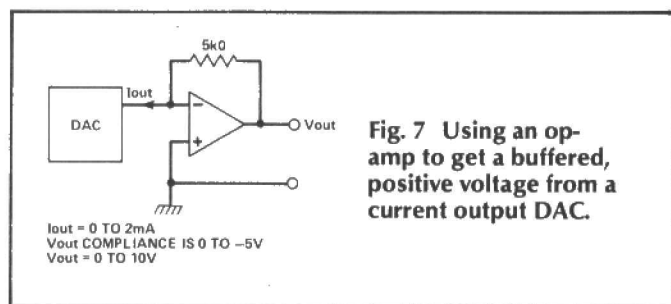 5kΩ
Iout
DAC
−
+
Vout
Iout = 0 TO 2mA
Vout COMPLIANCE IS 0 TO −5V
Vout = 0 TO 10V
Fig. 7 Using an op-
amp to get a buffered,
positive voltage from a
current output DAC.